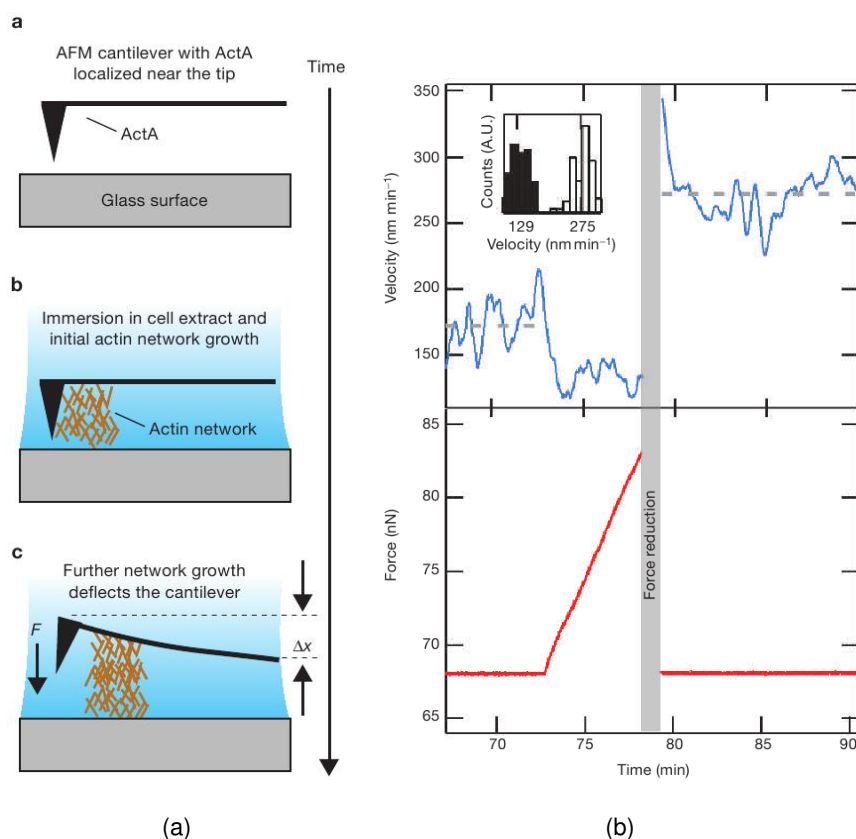 a
AFM cantilever with ActA
localized near the tip
Time
ActA
Glass surface
b
Immersion in cell extract and
initial actin network growth
Actin network
c
Further network growth
deflects the cantilever
F
Δx
(a)
350
300
250
200
150
Velocity (nm min⁻¹)
Counts (A.U.)
129 275
Velocity (nm min⁻¹)
85
83
75
70
68
65
Force (nN)
Force reduction
70 75 80 85 90
Time (min)
(b)